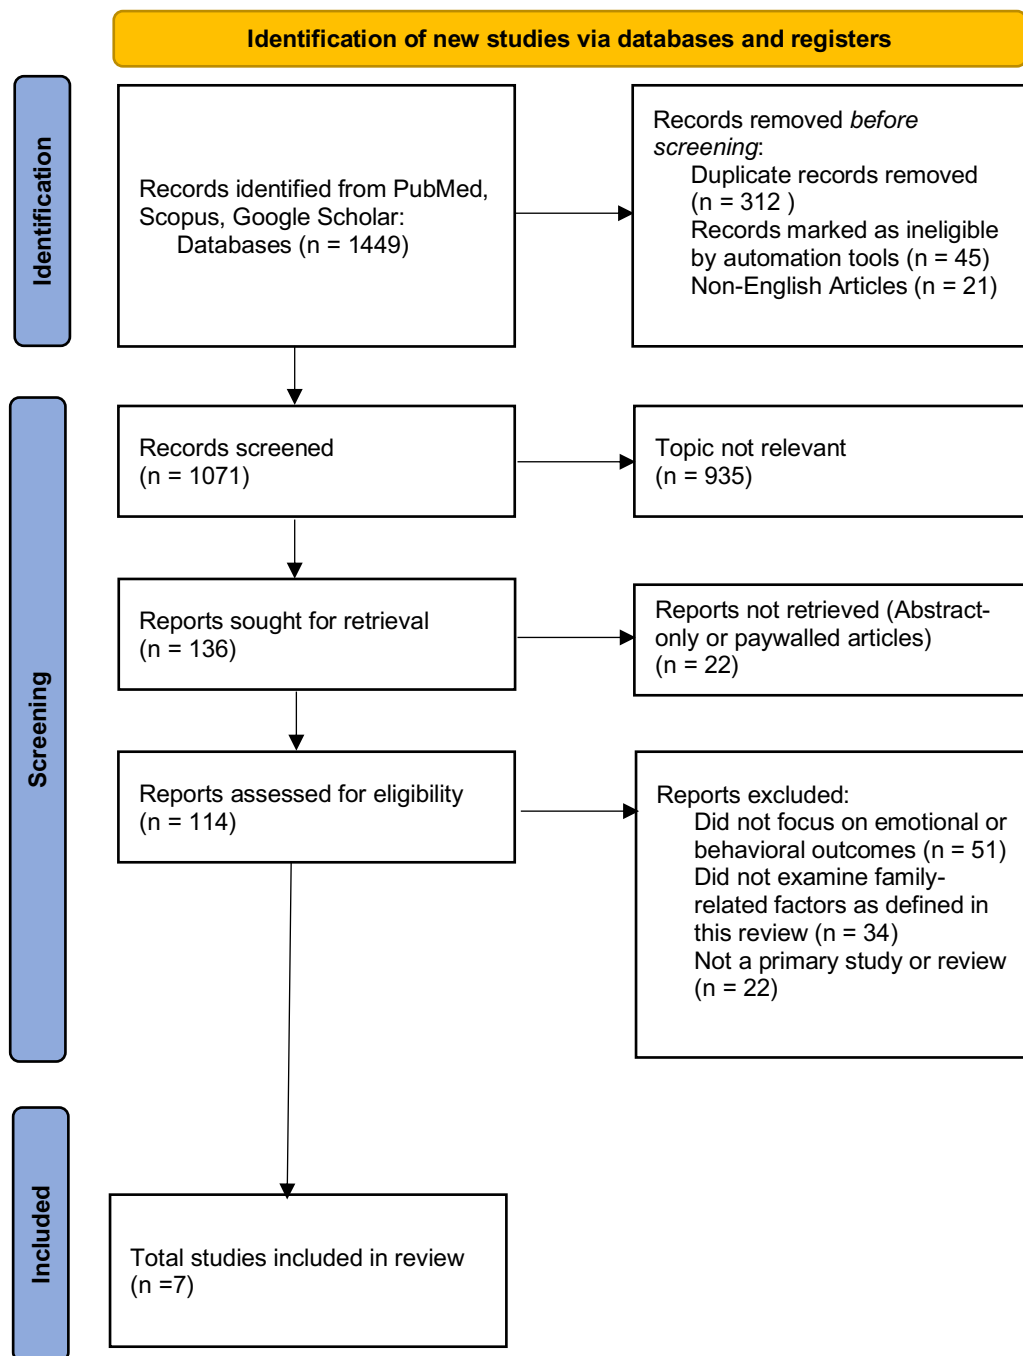 Identification of new studies via databases and registers
Identification
Records identified from PubMed,
Scopus, Google Scholar:
Databases (n = 1449)
Records removed before
screening:
Duplicate records removed
(n = 312 )
Records marked as ineligible
by automation tools (n = 45)
Non-English Articles (n = 21)
Screening
Records screened
(n = 1071)
Topic not relevant
(n = 935)
Reports sought for retrieval
(n = 136)
Reports not retrieved (Abstract-
only or paywalled articles)
(n = 22)
Reports assessed for eligibility
(n = 114)
Reports excluded:
Did not focus on emotional or
behavioral outcomes (n = 51)
Did not examine family-
related factors as defined in
this review (n = 34)
Not a primary study or review
(n = 22)
Included
Total studies included in review
(n =7)